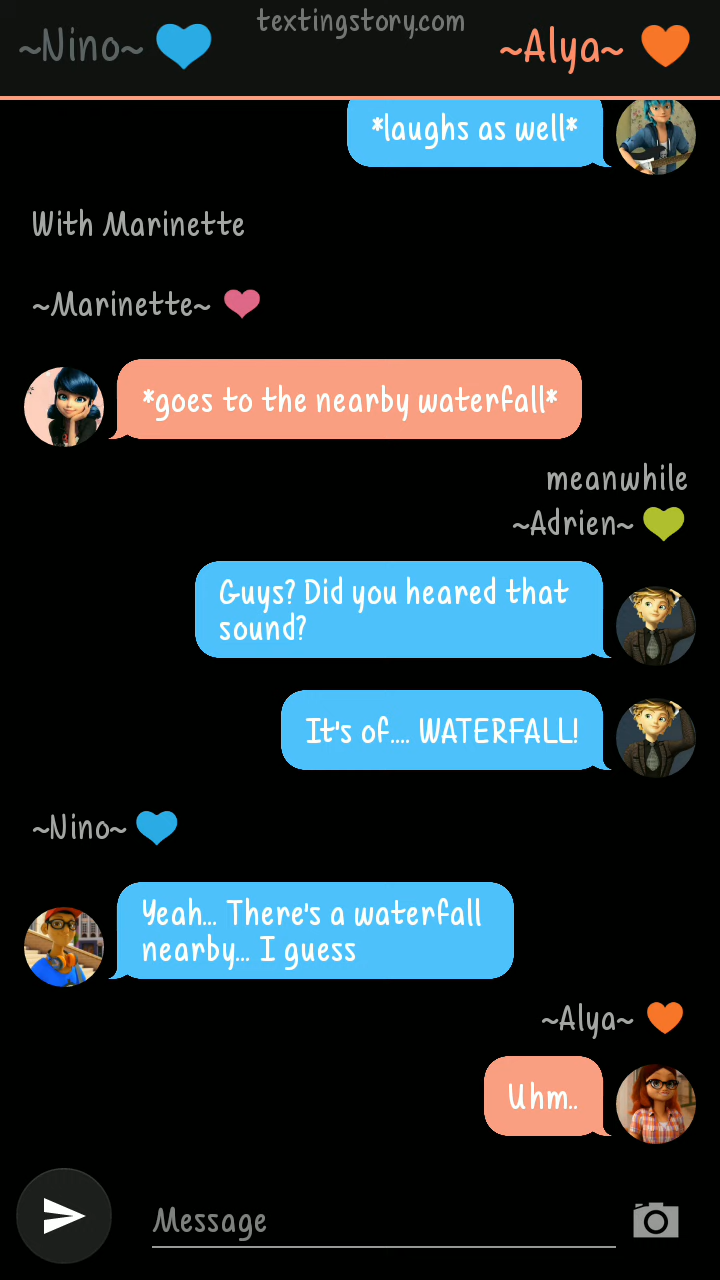 textingstory.com
~Nino~
~Alya~
*laughs as well*
With Marinette
~Marinette~
*goes to the nearby waterfall*
meanwhile
~Adrien~
Guys? Did you heared that
sound?
It's of.... WATERFALL!
~Nino~
Yeah... There's a waterfall
nearby... I guess
~Alya~
Uhm..
Message